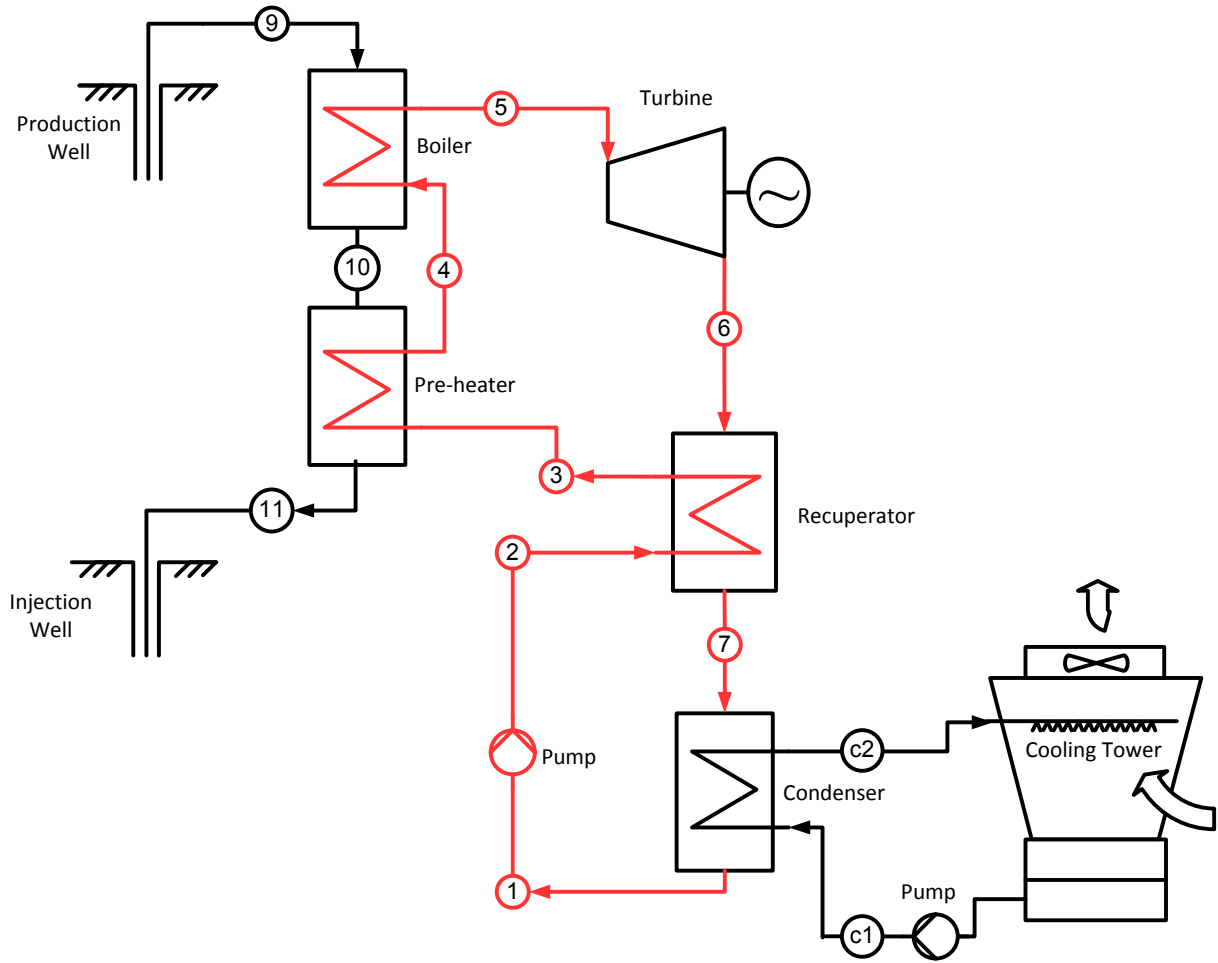 9
Production
Well
Boiler
5
Turbine
10
4
6
Pre-heater
3
11
Recuperator
2
Injection
Well
7
Pump
c2
Cooling Tower
Condenser
1
Pump
c1